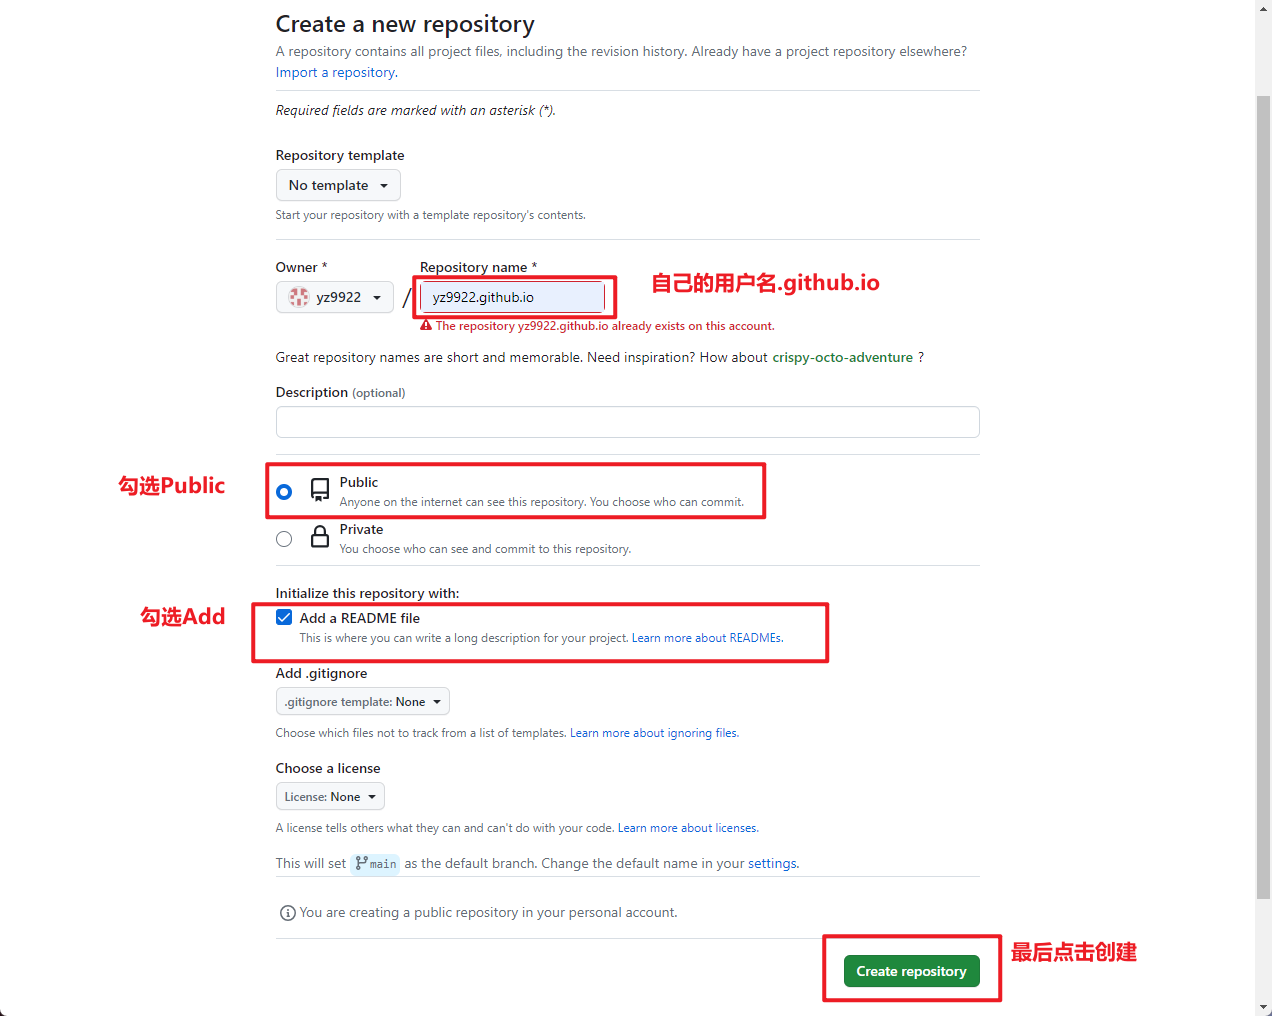 Create a new repository
A repository contains all project files, including the revision history. Already have a project repository elsewhere?
Import a repository.
Required fields are marked with an asterisk (*).
Repository template
No template
Start your repository with a template repository's contents.
Owner *
Repository name *
yz9922
/
yz9922.github.io
自己的用户名.github.io
The repository yz9922.github.io already exists on this account.
Great repository names are short and memorable. Need inspiration? How about crispy-octo-adventure ?
Description (optional)
勾选Public
Public
Anyone on the internet can see this repository. You choose who can commit.
Private
You choose who can see and commit to this repository.
Initialize this repository with:
勾选Add
Add a README file
This is where you can write a long description for your project. Learn more about READMEs.
Add .gitignore
.gitignore template: None
Choose which files not to track from a list of templates. Learn more about ignoring files.
Choose a license
License: None
A license tells others what they can and can't do with your code. Learn more about licenses.
This will set main as the default branch. Change the default name in your settings.
You are creating a public repository in your personal account.
Create repository
最后点击创建